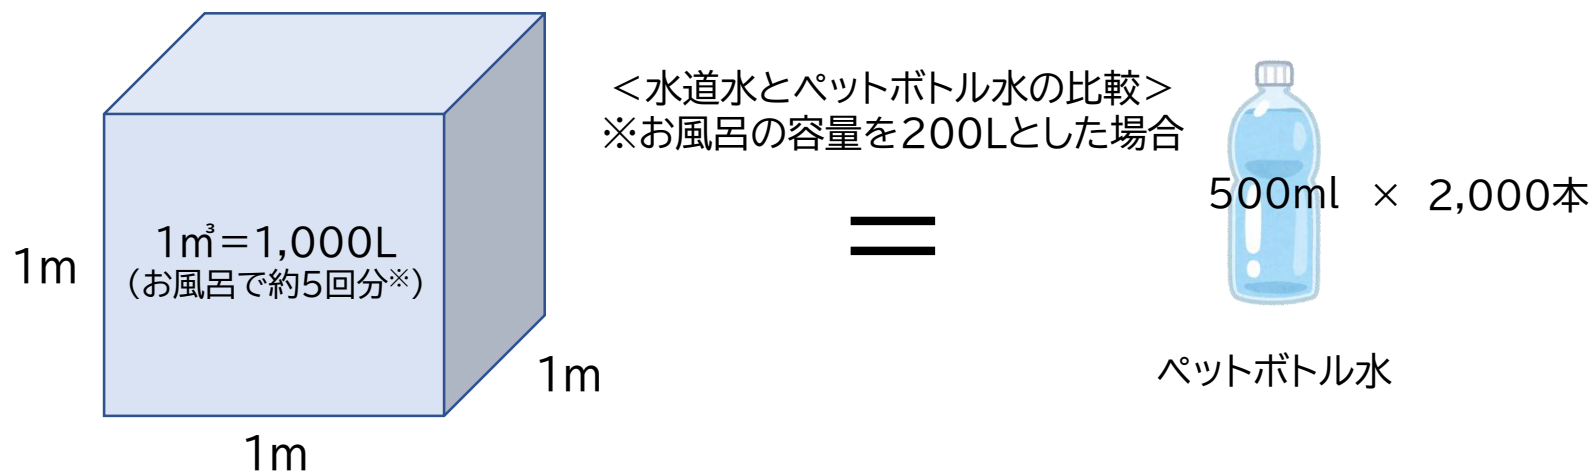 ＜水道水とペットボトル水の比較＞
※お風呂の容量を200Lとした場合
1㎥＝1,000L
（お風呂で約5回分※）
1m
1m
1m
＝
500ml × 2,000本
ペットボトル水